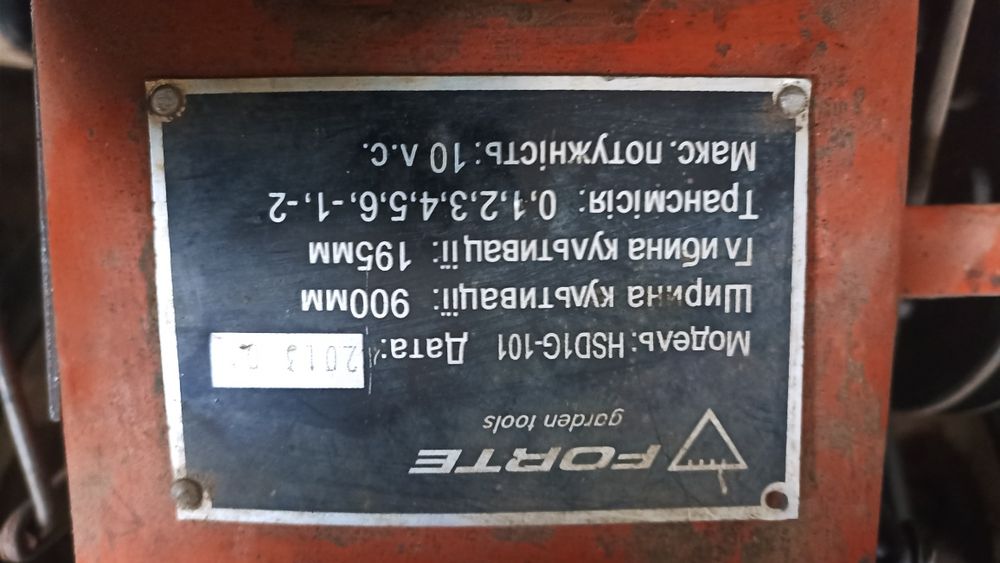 FORTE
garden tools
Модель: HSD1G-101 Дата: 2013
Ширина культивації: 900мм
Глибина культивації: 195мм
Трансмісія: 0,1,2,3,4,5,6,-1,-2
Макс. потужність: 10 л.с.